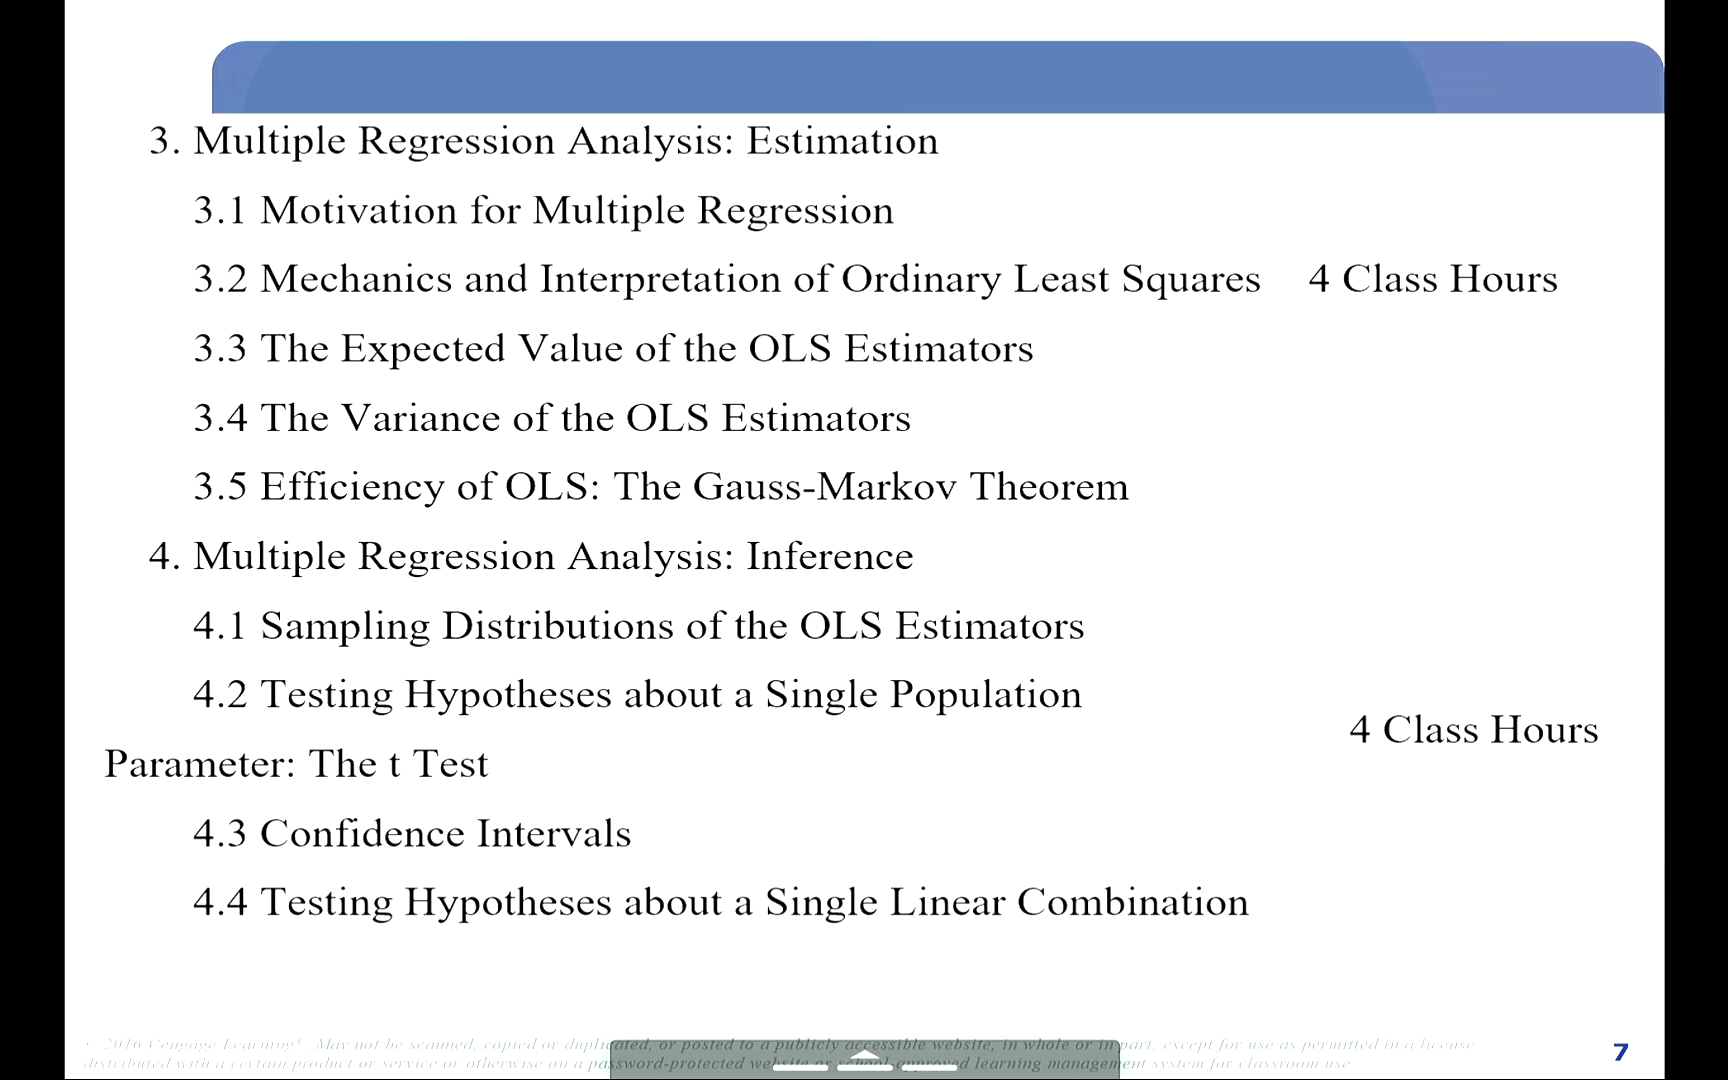 3. Multiple Regression Analysis: Estimation
3.1 Motivation for Multiple Regression
3.2 Mechanics and Interpretation of Ordinary Least Squares 4 Class Hours
3.3 The Expected Value of the OLS Estimators
3.4 The Variance of the OLS Estimators
3.5 Efficiency of OLS: The Gauss-Markov Theorem
4. Multiple Regression Analysis: Inference
4.1 Sampling Distributions of the OLS Estimators
4.2 Testing Hypotheses about a Single Population
4 Class Hours
Parameter: The t Test
4.3 Confidence Intervals
4.4 Testing Hypotheses about a Single Linear Combination
2016 Cengage Learning®. May not be scanned, copied or duplicated, or posted to a publicly accessible website, in whole or in part, except for use as permitted in a license
distributed with a certain product or service or otherwise on a password-protected website or school-approved learning management system for classroom use
7